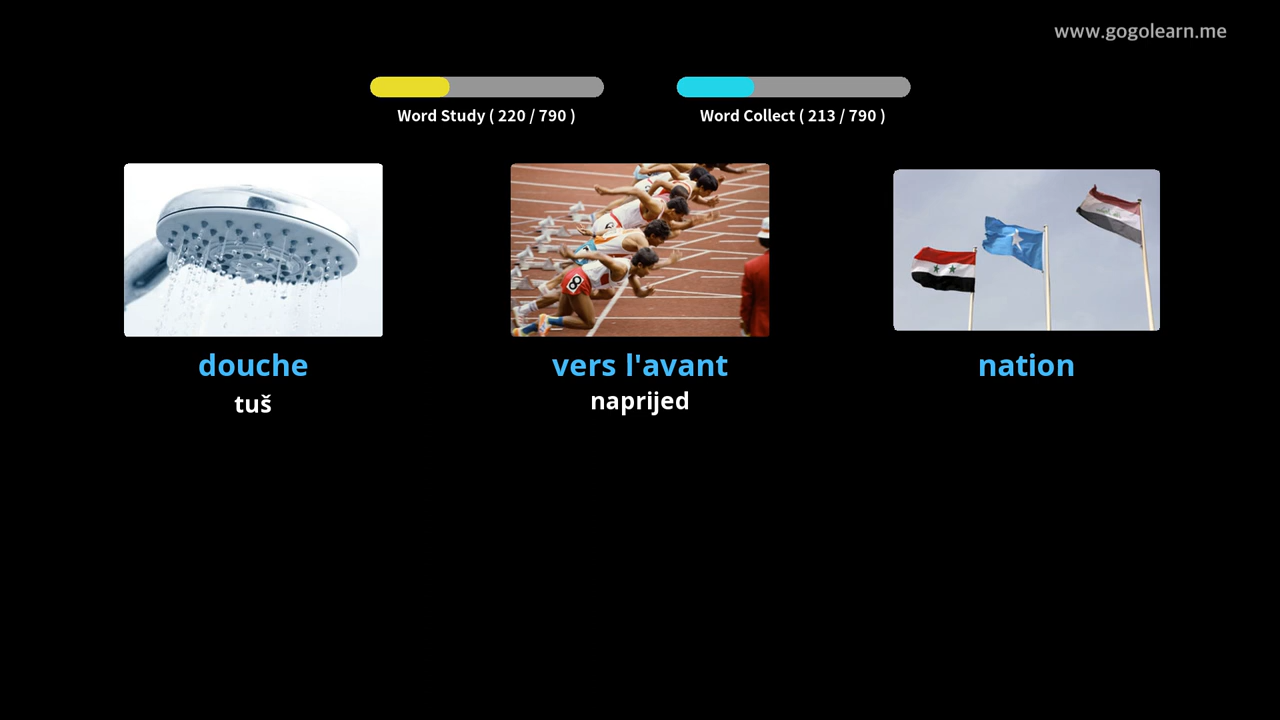 www.gogolearn.me
Word Study ( 220 / 790 )
Word Collect ( 213 / 790 )
douche
vers l'avant
nation
tuš
naprijed